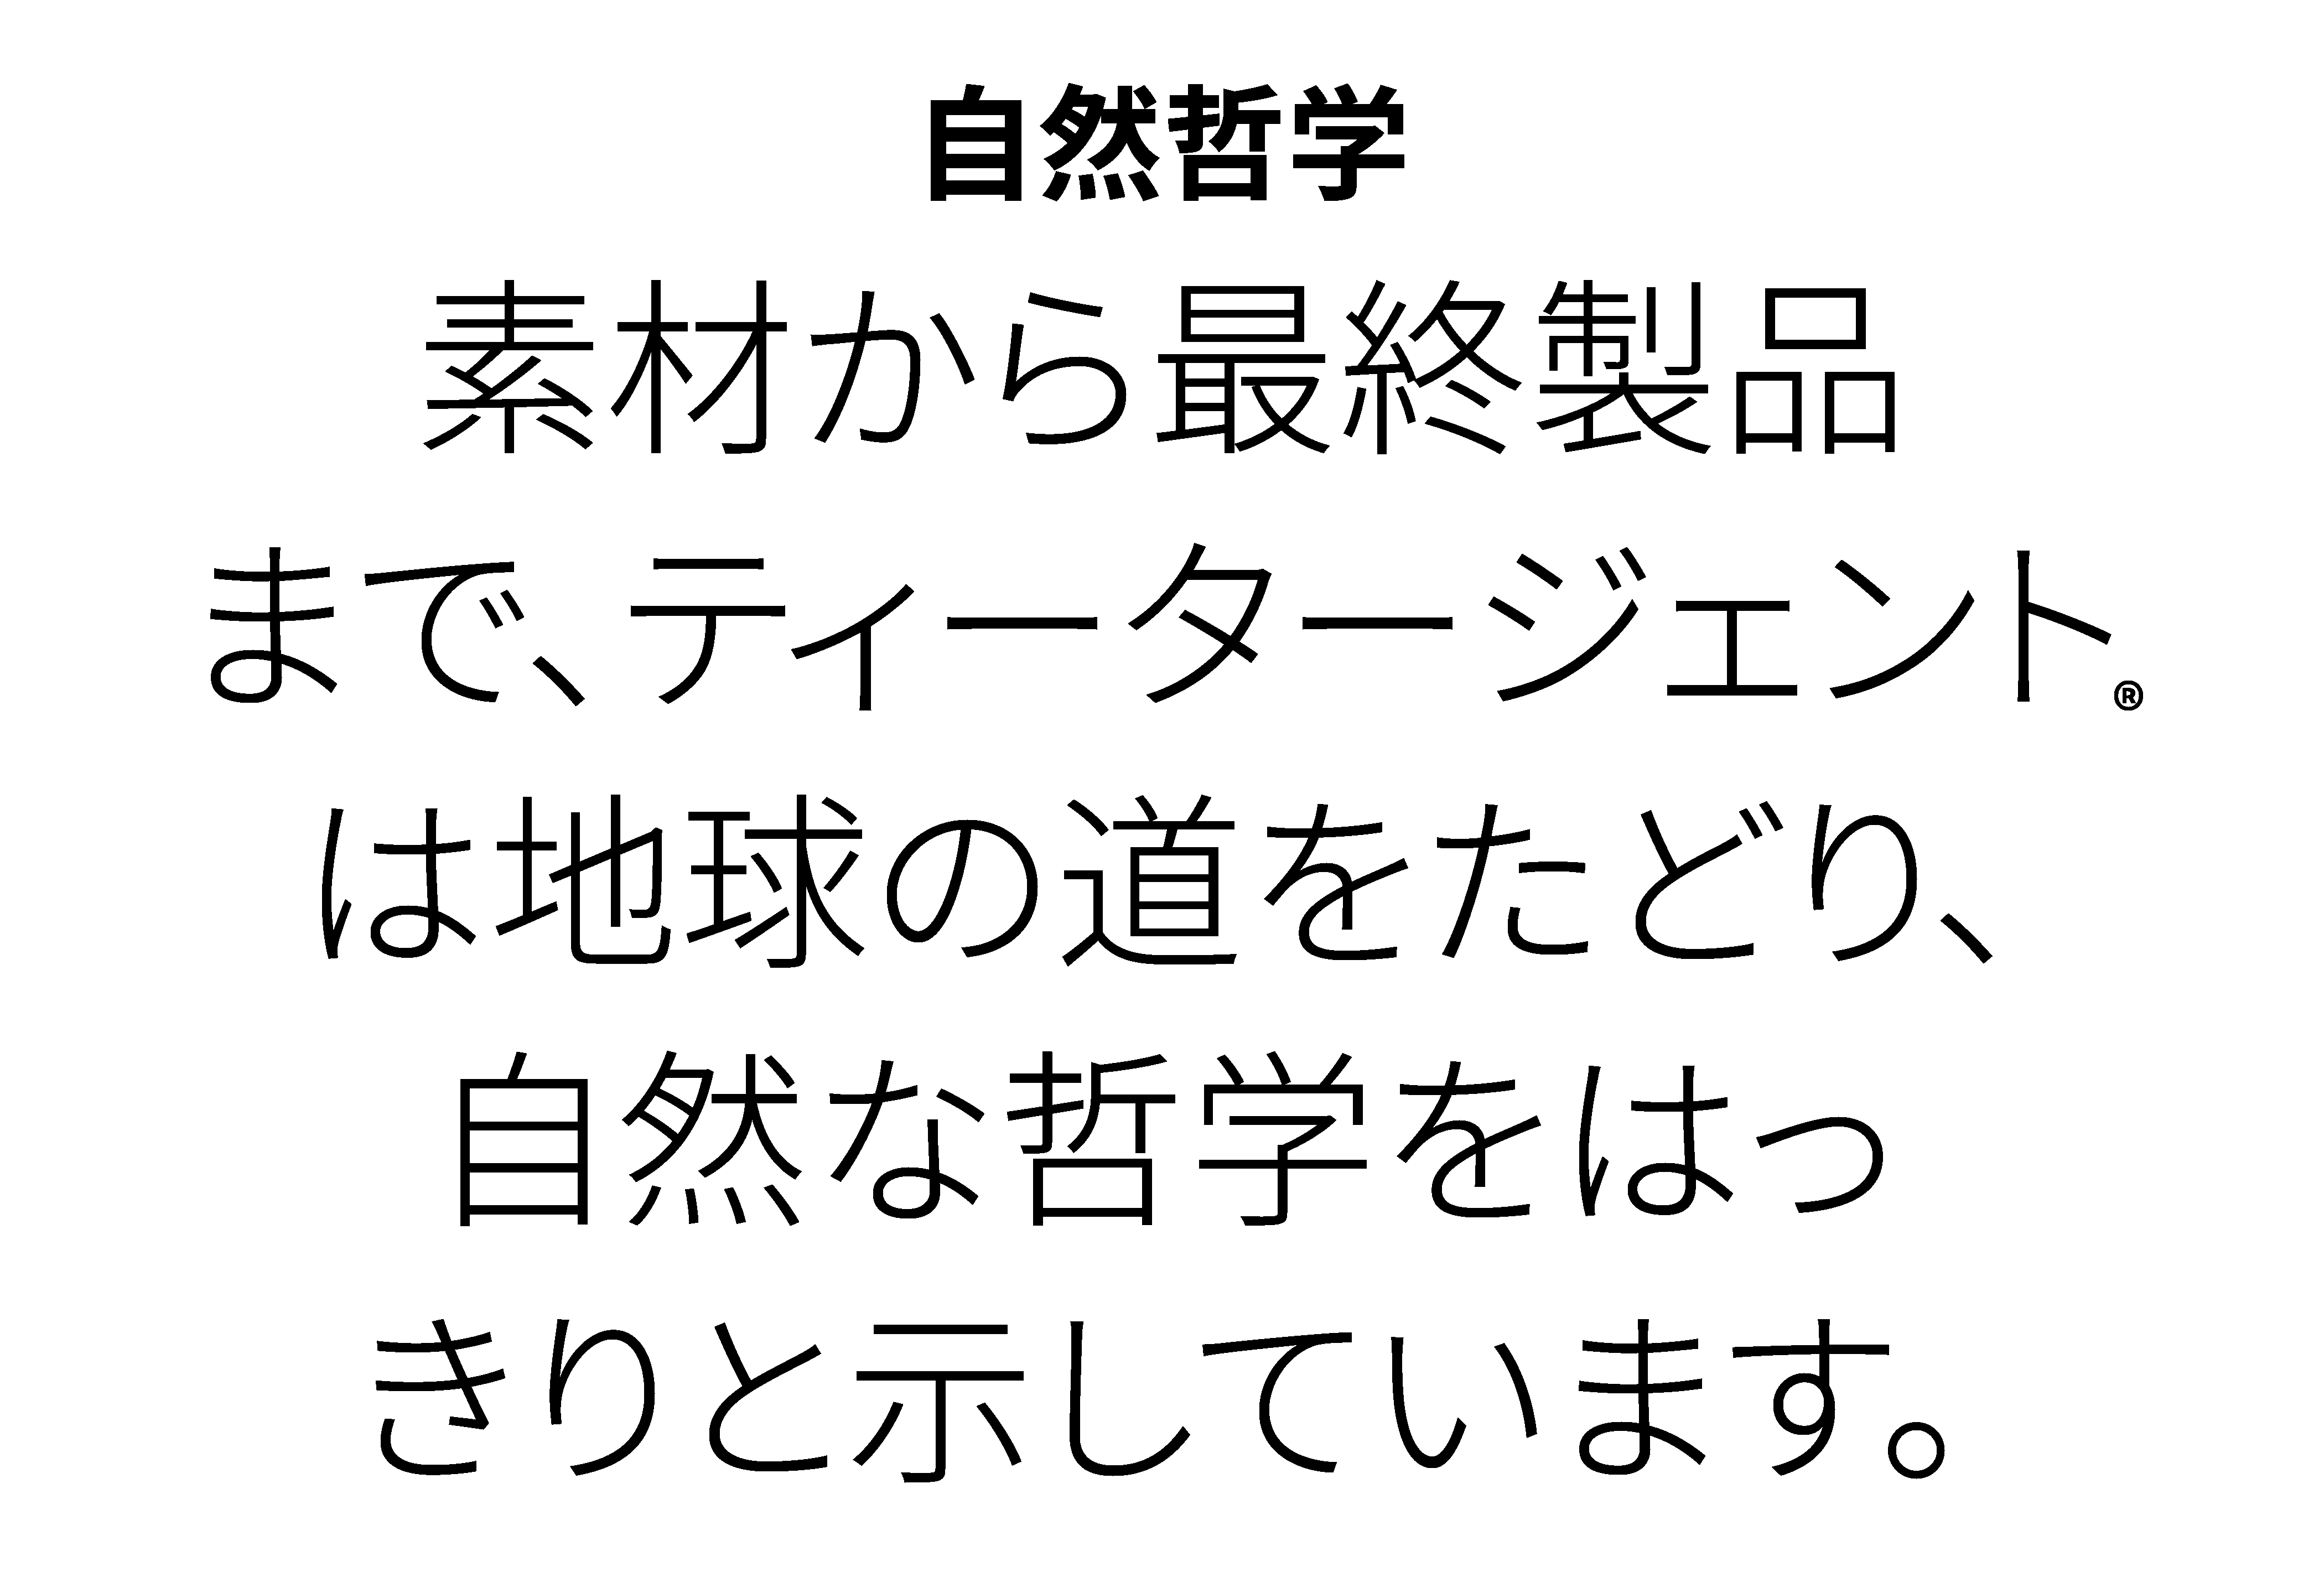 自然哲学
素材から最終製品
まで、ティータージェント®
は地球の道をたどり、
自然な哲学をはっ
きりと示しています。